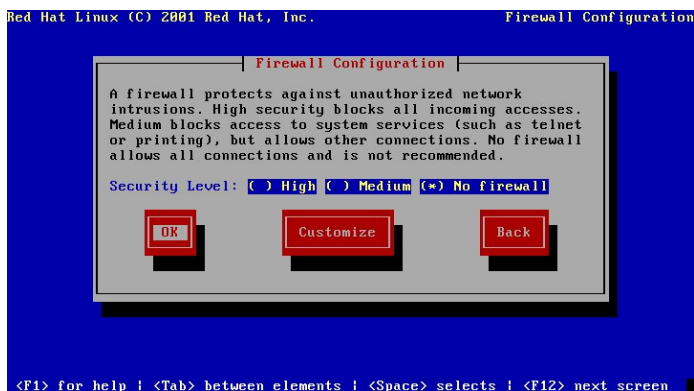 Red Hat Linux (C) 2001 Red Hat, Inc. Firewall Configuration
Firewall Configuration
A firewall protects against unauthorized network
intrusions. High security blocks all incoming accesses.
Medium blocks access to system services (such as telnet
or printing), but allows other connections. No firewall
allows all connections and is not recommended.
Security Level: ( ) High ( ) Medium (*) No firewall
OK Customize Back
<F1> for help | <Tab> between elements | <Space> selects | <F12> next screen